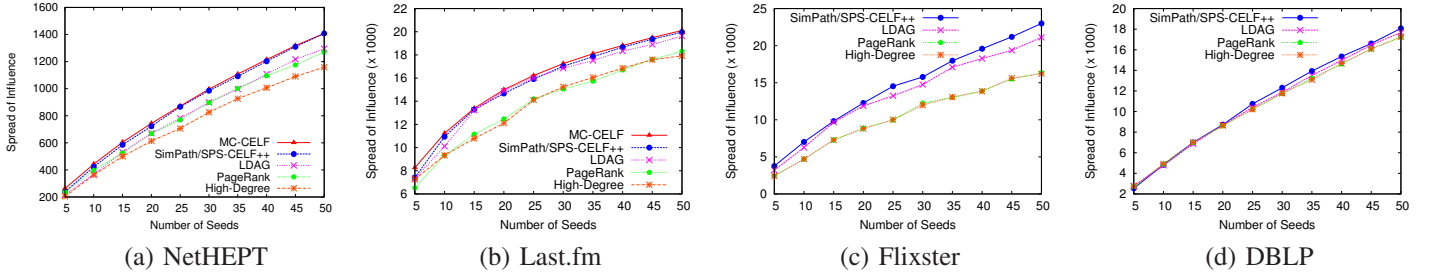 1600
1400
1200
1000
800
600
400
200
Spread of Influence
5 10 15 20 25 30 35 40 45 50
Number of Seeds
MC-CELF
SimPath/SPS-CELF++
LDAG
PageRank
High-Degree
(a) NetHEPT
22
20
18
16
14
12
10
8
6
Spread of Influence (x 1000)
5 10 15 20 25 30 35 40 45 50
Number of Seeds
MC-CELF
SimPath/SPS-CELF++
LDAG
PageRank
High-Degree
(b) Last.fm
25
20
15
10
5
0
Spread of Influence (x 1000)
5 10 15 20 25 30 35 40 45 50
Number of Seeds
SimPath/SPS-CELF++
LDAG
PageRank
High-Degree
(c) Flixster
20
18
16
14
12
10
8
6
4
2
Spread of Influence (x 1000)
5 10 15 20 25 30 35 40 45 50
Number of Seeds
SimPath/SPS-CELF++
LDAG
PageRank
High-Degree
(d) DBLP